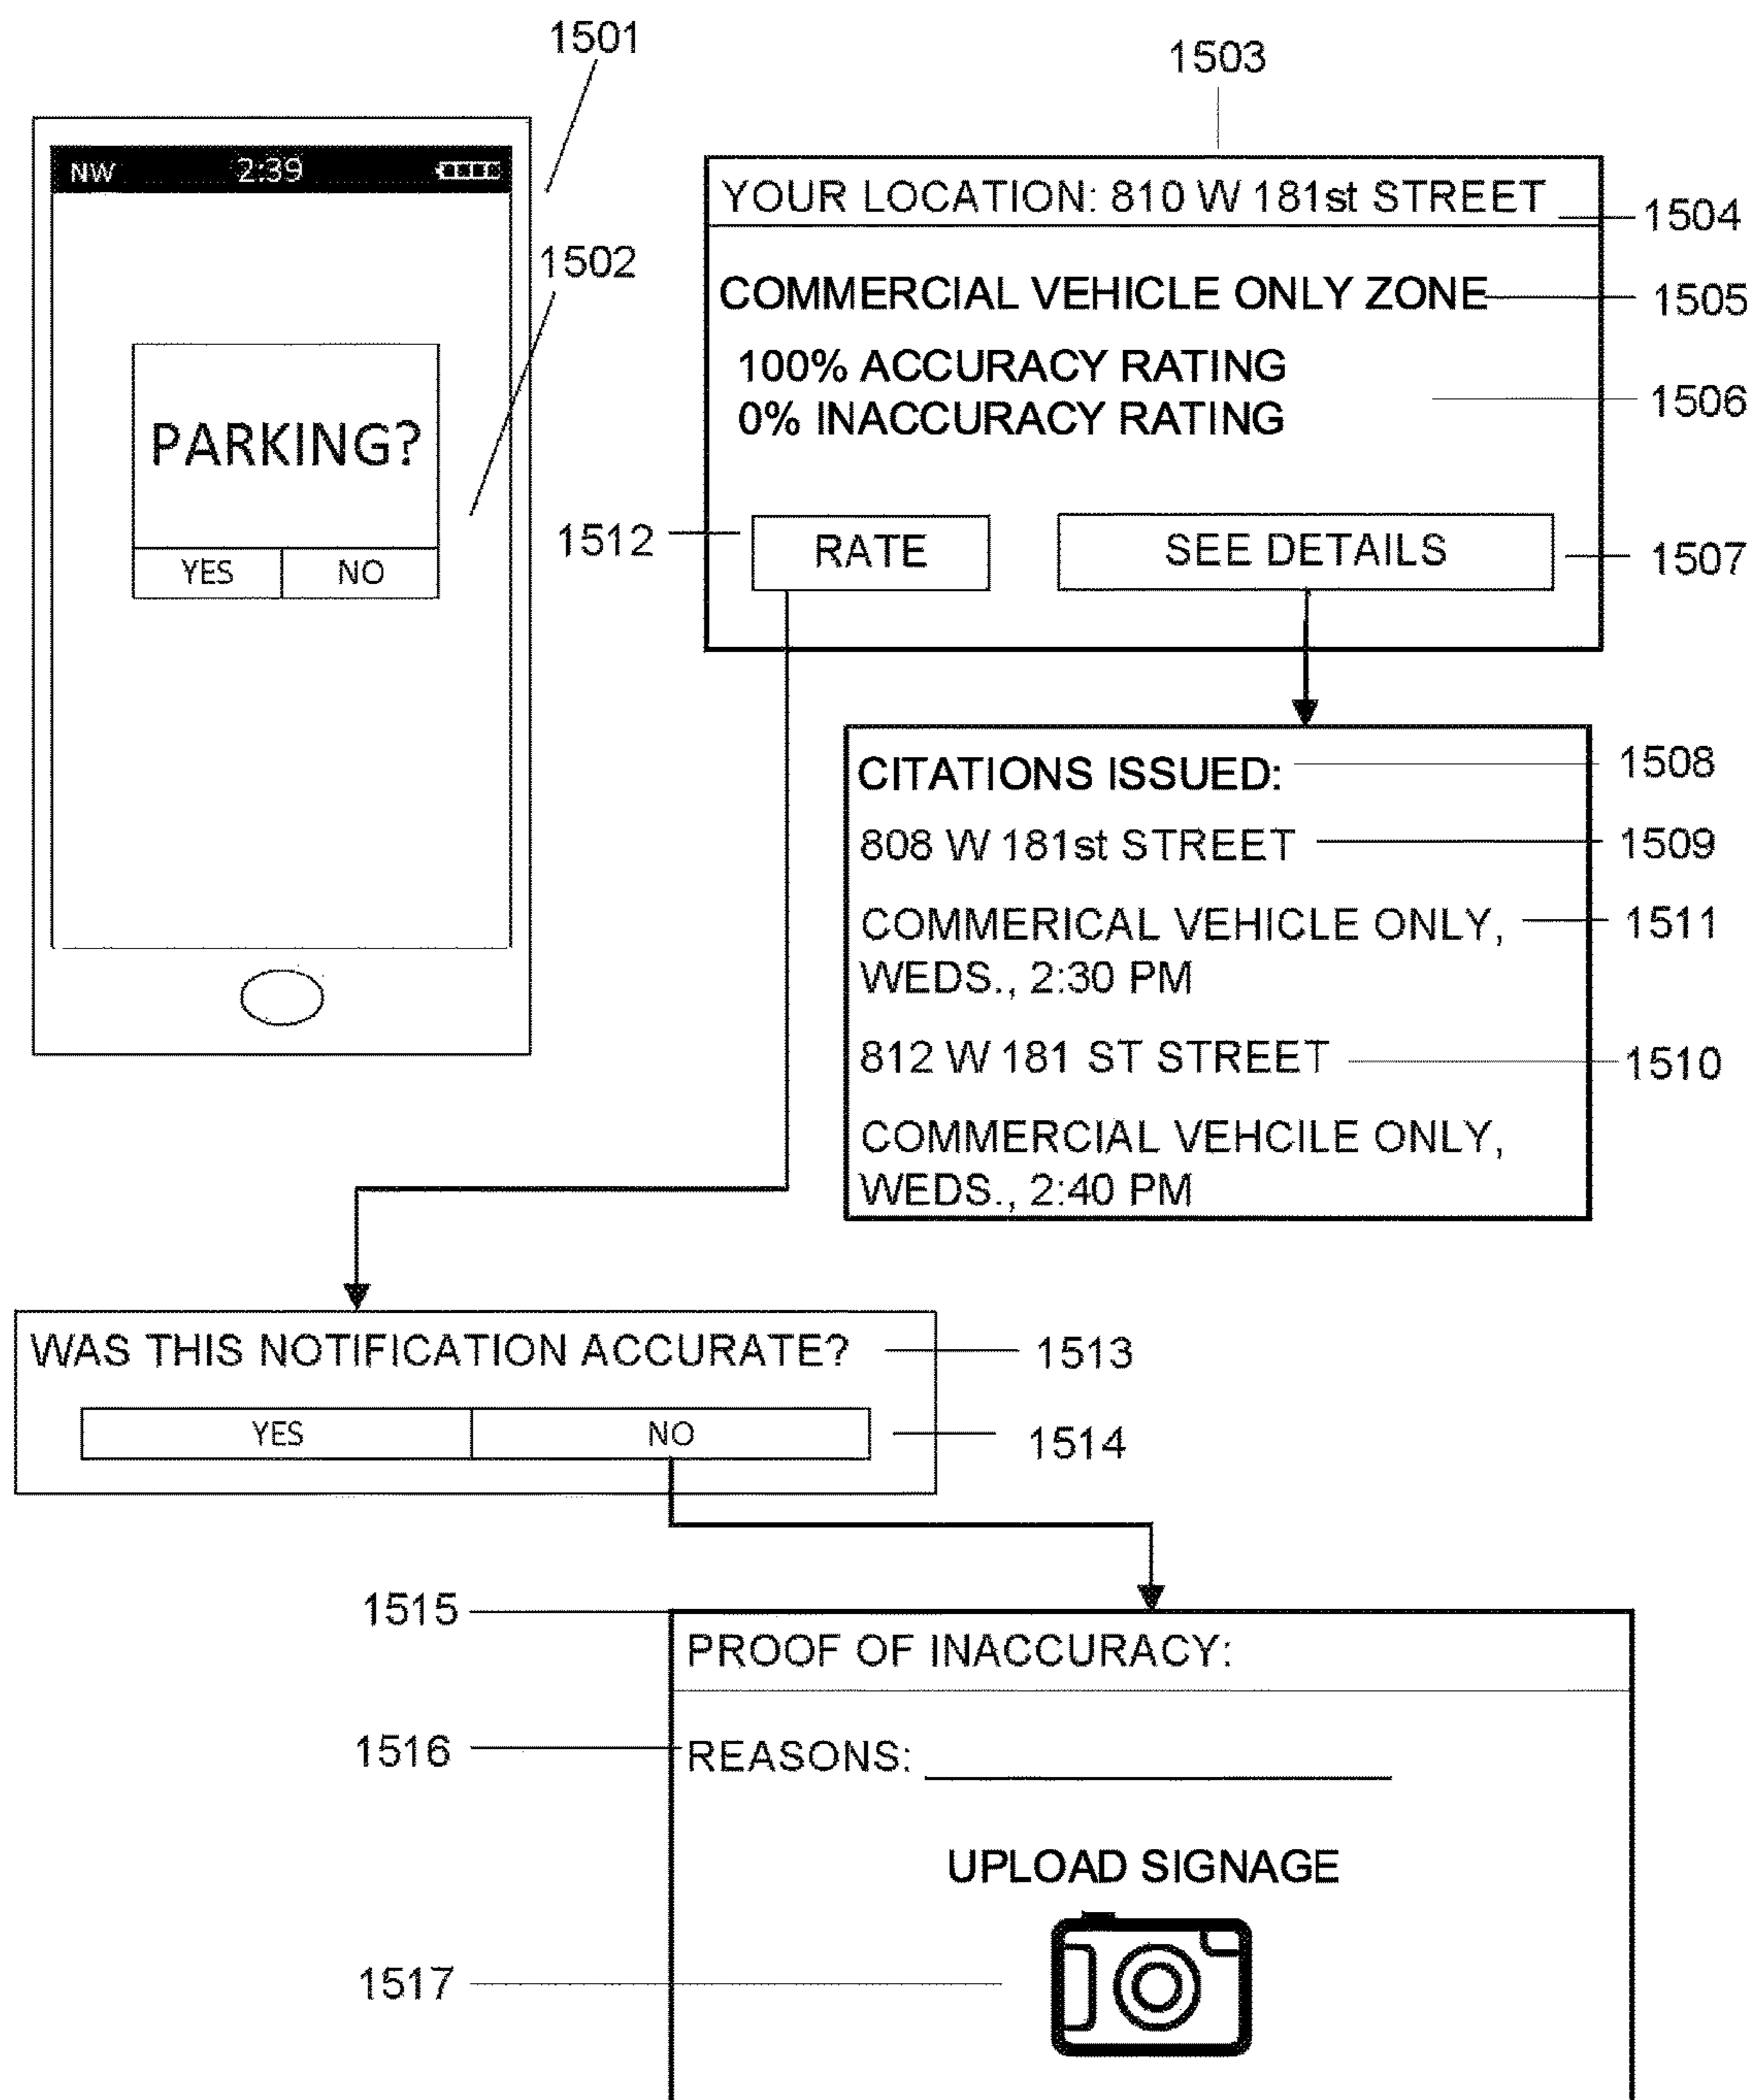 1501
1503
NW 2:39
YOUR LOCATION: 810 W 181st STREET
1504
1502
COMMERCIAL VEHICLE ONLY ZONE
1505
100% ACCURACY RATING
0% INACCURACY RATING
1506
PARKING?
YES NO
1512
RATE
SEE DETAILS
1507
CITATIONS ISSUED:
1508
808 W 181st STREET
1509
COMMERICAL VEHICLE ONLY,
1511
WEDS., 2:30 PM
812 W 181 ST STREET
1510
COMMERCIAL VEHCILE ONLY,
WEDS., 2:40 PM
WAS THIS NOTIFICATION ACCURATE?
1513
YES NO
1514
1515
PROOF OF INACCURACY:
1516
REASONS:
UPLOAD SIGNAGE
1517